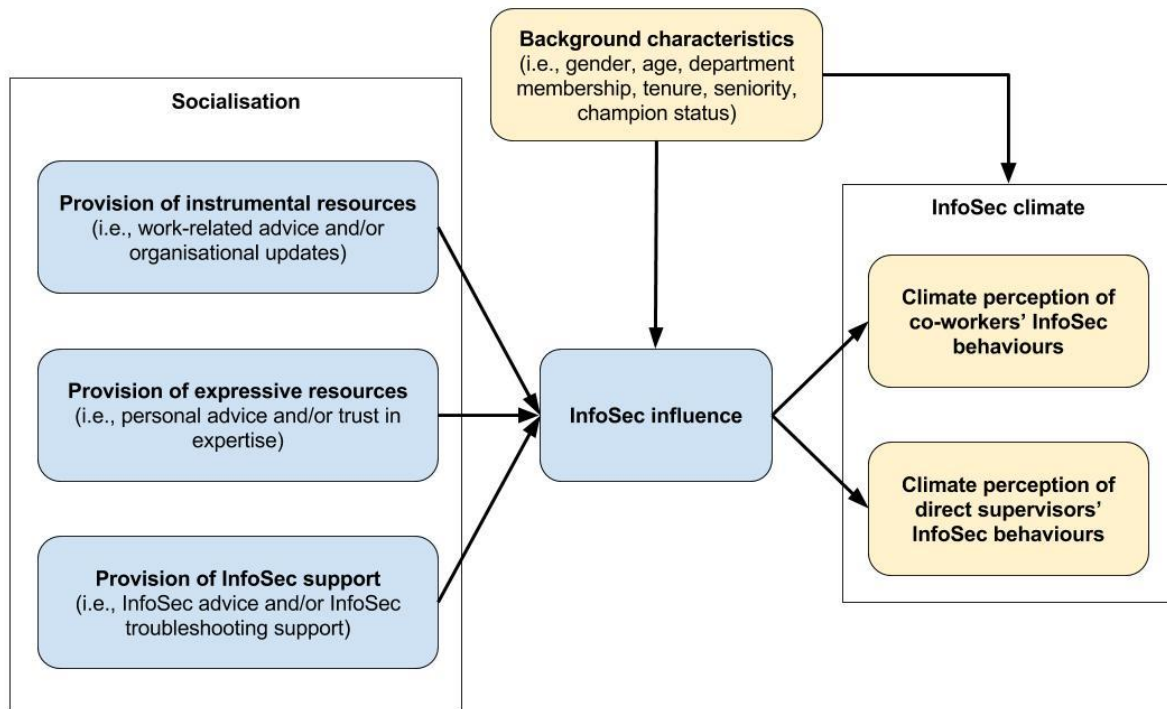 Background characteristics
(i.e., gender, age, department
membership, tenure, seniority,
champion status)
Socialisation
Provision of instrumental resources
(i.e., work-related advice and/or
organisational updates)
Provision of expressive resources
(i.e., personal advice and/or trust in
expertise)
Provision of InfoSec support
(i.e., InfoSec advice and/or InfoSec
troubleshooting support)
InfoSec influence
InfoSec climate
Climate perception of
co-workers’ InfoSec
behaviours
Climate perception of
direct supervisors’
InfoSec behaviours